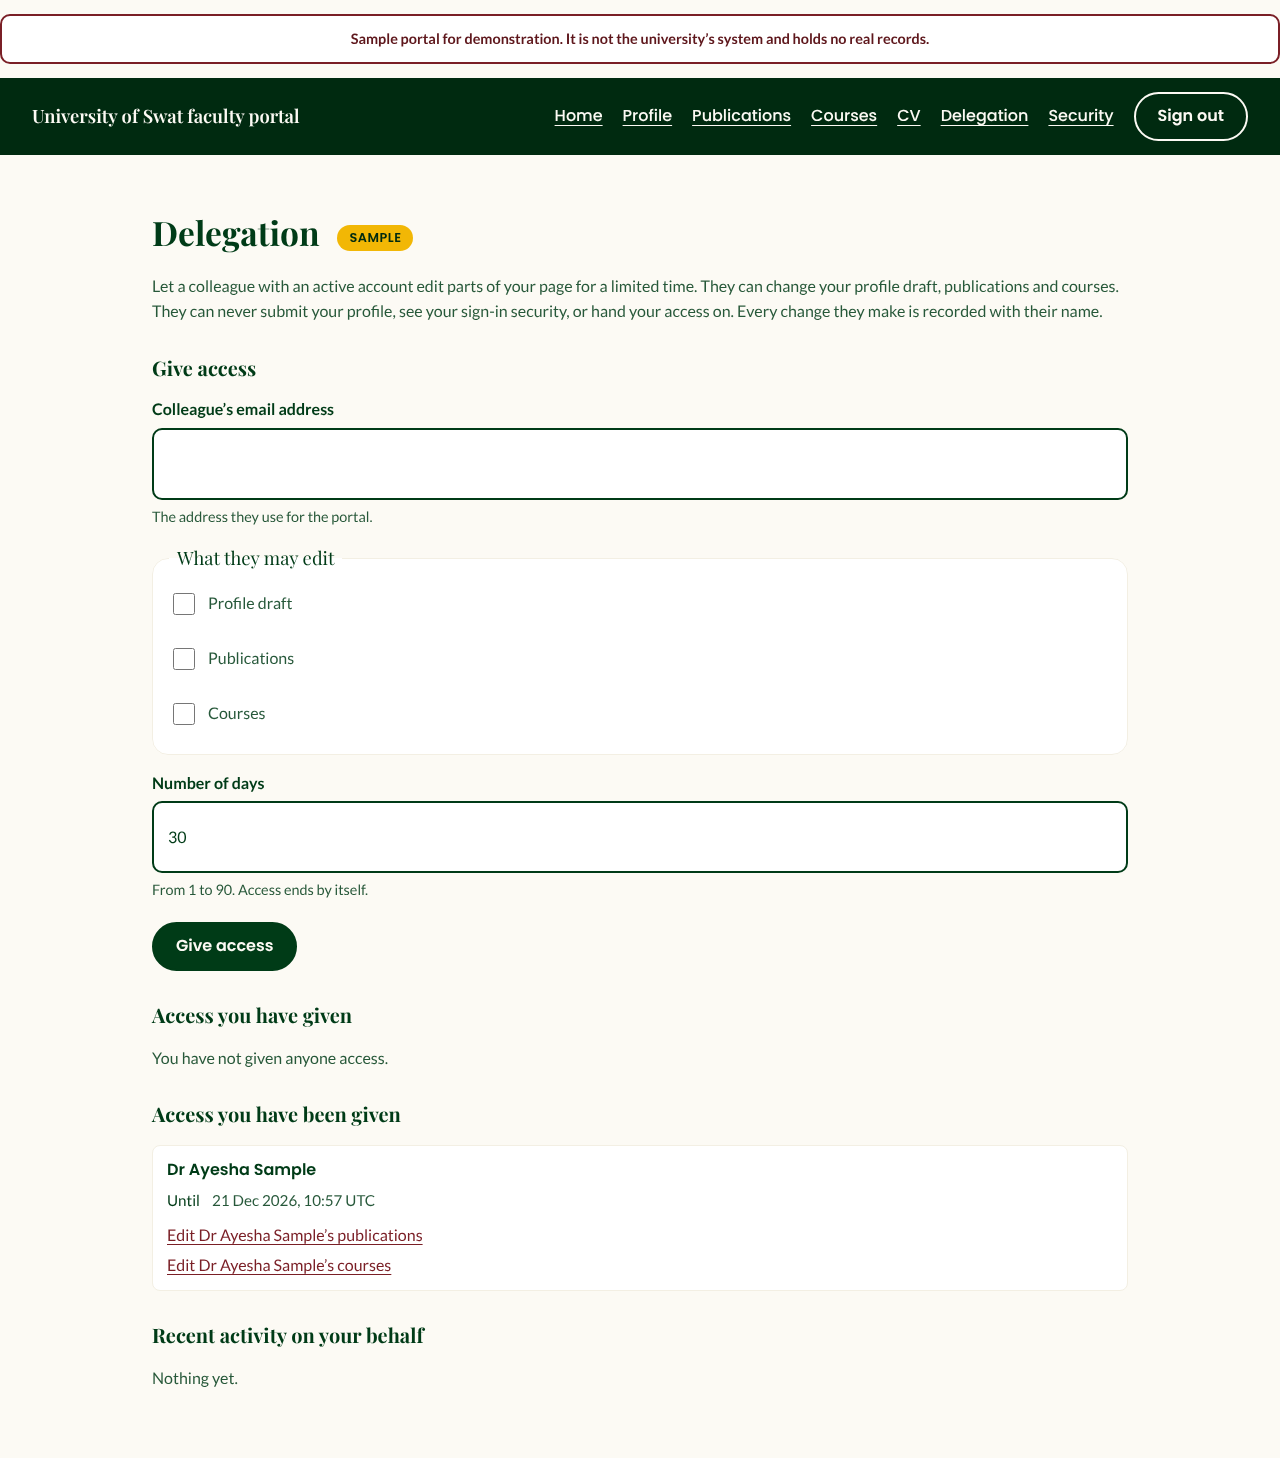 Sample portal for demonstration. It is not the university’s system and holds no real records.
University of Swat faculty portal
Home Profile Publications Courses CV Delegation Security Sign out
Delegation SAMPLE
Let a colleague with an active account edit parts of your page for a limited time. They can change your profile draft, publications and courses.
They can never submit your profile, see your sign-in security, or hand your access on. Every change they make is recorded with their name.
Give access
Colleague’s email address
The address they use for the portal.
What they may edit
Profile draft
Publications
Courses
Number of days
30
From 1 to 90. Access ends by itself.
Give access
Access you have given
You have not given anyone access.
Access you have been given
Dr Ayesha Sample
Until 21 Dec 2026, 10:57 UTC
Edit Dr Ayesha Sample’s publications
Edit Dr Ayesha Sample’s courses
Recent activity on your behalf
Nothing yet.